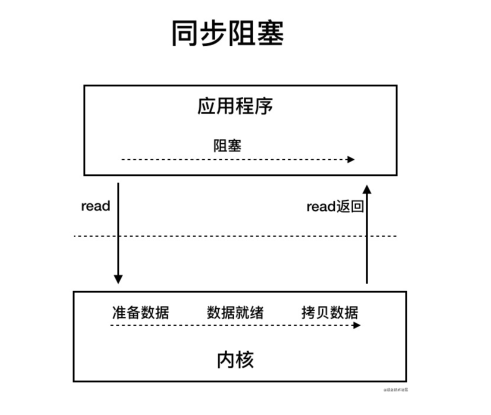 同步阻塞
应用程序
阻塞
read
read返回
准备数据 数据就绪 拷贝数据
内核